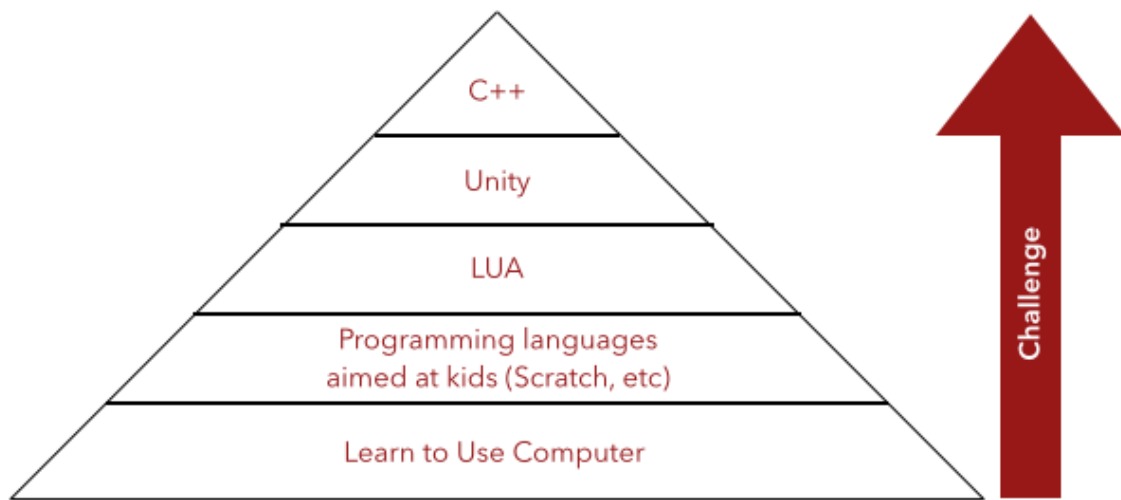 C++
Unity
LUA
Programming languages
aimed at kids (Scratch, etc)
Learn to Use Computer
Challenge